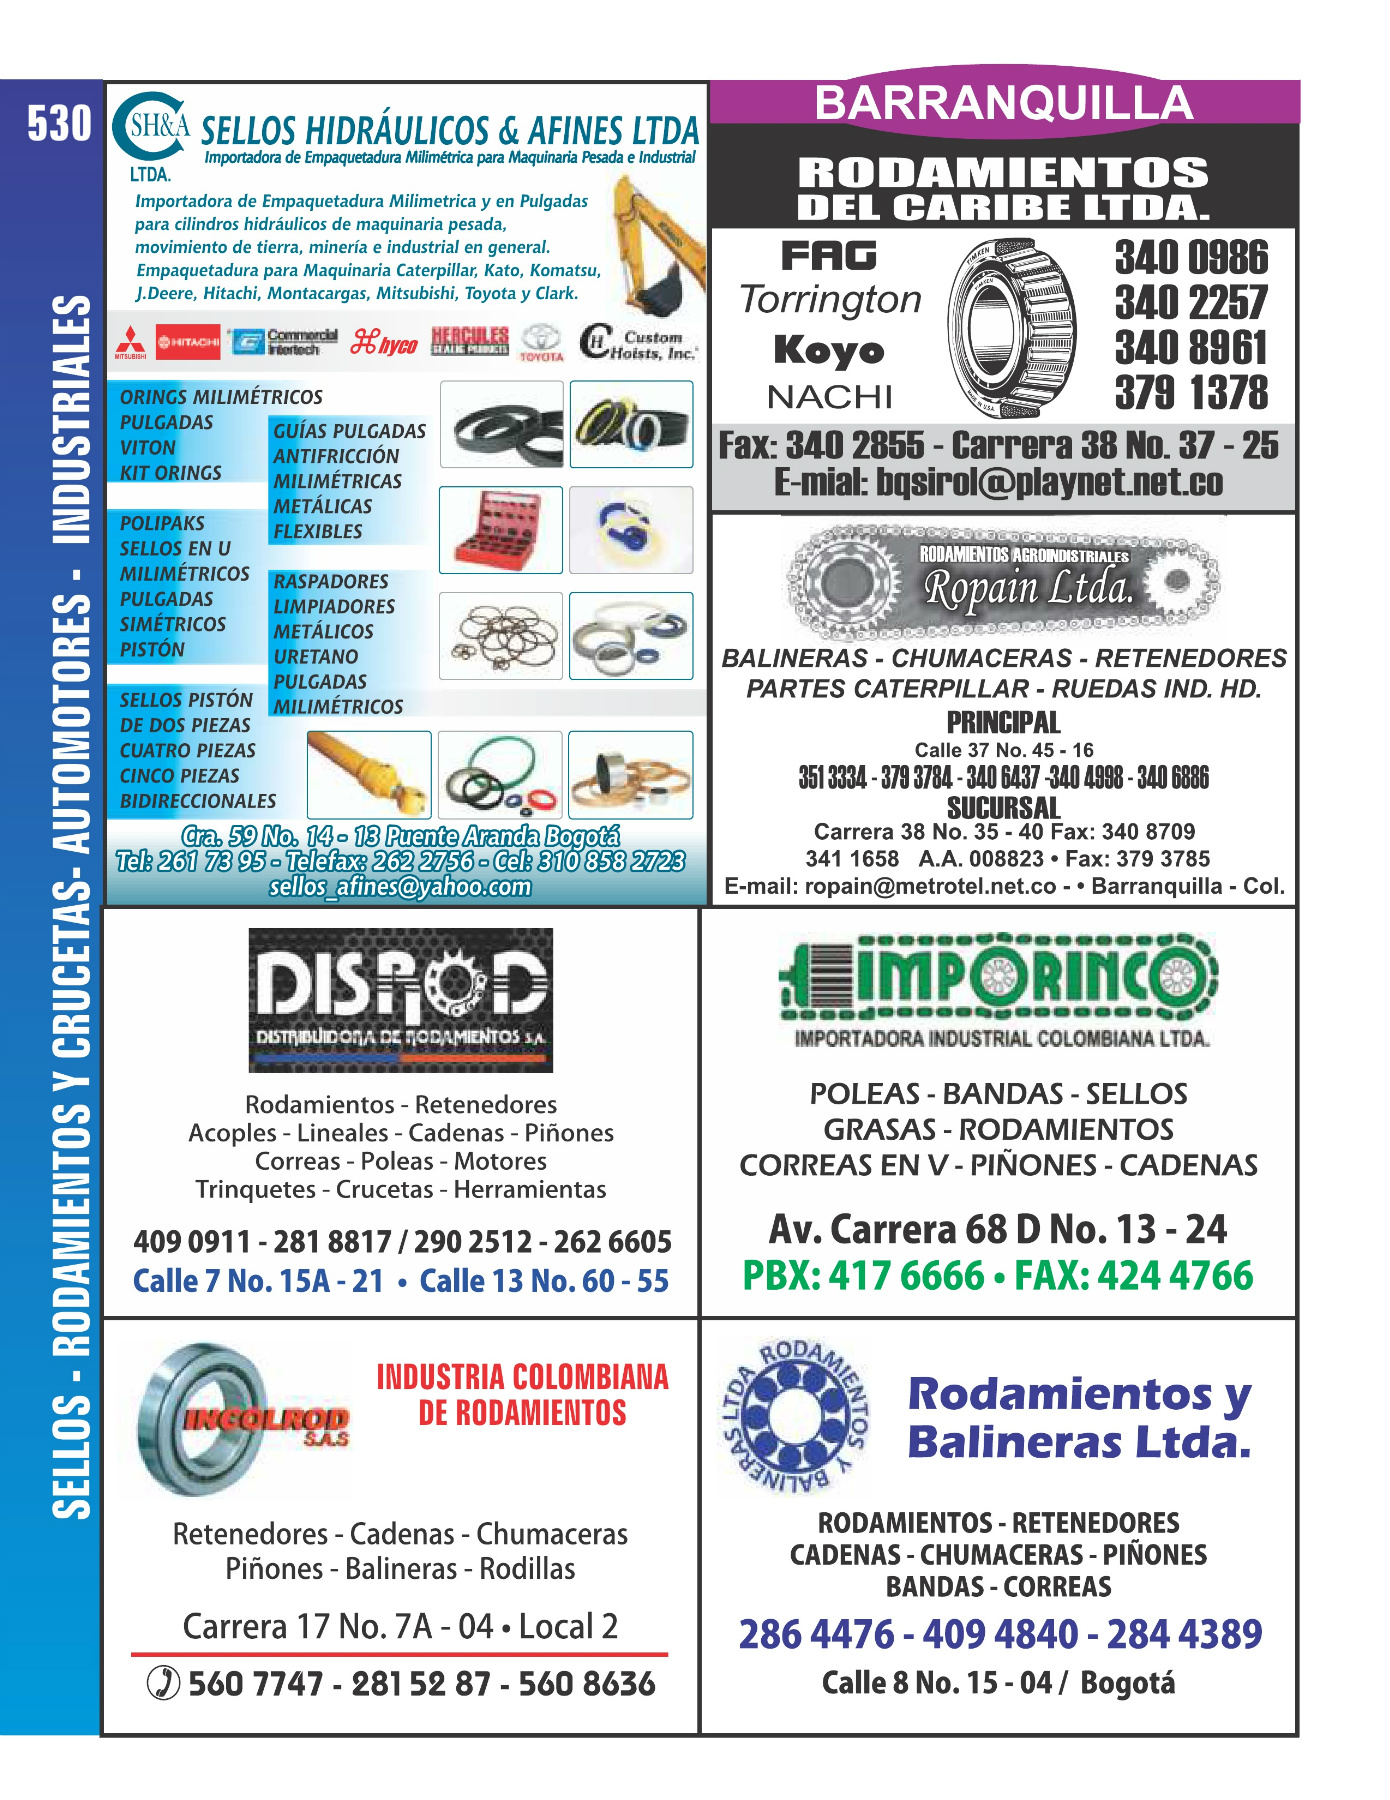 530
SELLOS - RODAMIENTOS Y CRUCETAS- AUTOMOTORES - INDUSTRIALES
SH&A
LTDA.
SELLOS HIDRÁULICOS & AFINES LTDA
Importadora de Empaquetadura Milimétrica para Maquinaria Pesada e Industrial
Importadora de Empaquetadura Milimetrica y en Pulgadas
para cilindros hidráulicos de maquinaria pesada,
movimiento de tierra, minería e industrial en general.
Empaquetadura para Maquinaria Caterpillar, Kato, Komatsu,
J.Deere, Hitachi, Montacargas, Mitsubishi, Toyota y Clark.
MITSUBISHI
HITACHI
Commercial
Intertech
hyco
HERCULES
TOYOTA
CH
Custom
Hoists, Inc.
ORINGS MILIMÉTRICOS
PULGADAS
VITON
KIT ORINGS
GUÍAS PULGADAS
ANTIFRICCIÓN
MILIMÉTRICAS
METÁLICAS
FLEXIBLES
POLIPAKS
SELLOS EN U
MILIMÉTRICOS
PULGADAS
SIMÉTRICOS
PISTÓN
RASPADORES
LIMPIADORES
METÁLICOS
URETANO
PULGADAS
MILIMÉTRICOS
SELLOS PISTÓN
DE DOS PIEZAS
CUATRO PIEZAS
CINCO PIEZAS
BIDIRECCIONALES
Cra. 59 No. 14 - 13 Puente Aranda Bogotá
Tel: 261 73 95 - Telefax: 262 2756 - Cel: 310 858 2723
sellos_afines@yahoo.com
BARRANQUILLA
RODAMIENTOS
DEL CARIBE LTDA.
FAG
Torrington
Koyo
NACHI
TIMKEN
TIMKEN
MADE IN U.S.A.
340 0986
340 2257
340 8961
379 1378
Fax: 340 2855 - Carrera 38 No. 37 - 25
E-mial: bqsirol@playnet.net.co
RODAMIENTOS AGROINDISTRIALES
Ropain Ltda.
BALINERAS - CHUMACERAS - RETENEDORES
PARTES CATERPILLAR - RUEDAS IND. HD.
PRINCIPAL
Calle 37 No. 45 - 16
351 3334 - 379 3784 - 340 6437 -340 4998 - 340 6886
SUCURSAL
Carrera 38 No. 35 - 40 Fax: 340 8709
341 1658 A.A. 008823 • Fax: 379 3785
E-mail: ropain@metrotel.net.co - • Barranquilla - Col.
DISROD
DISTRIBUIDORA DE RODAMIENTOS S.A.
Rodamientos - Retenedores
Acoples - Lineales - Cadenas - Piñones
Correas - Poleas - Motores
Trinquetes - Crucetas - Herramientas
409 0911 - 281 8817 / 290 2512 - 262 6605
Calle 7 No. 15A - 21 • Calle 13 No. 60 - 55
IMPORINCO
IMPORTADORA INDUSTRIAL COLOMBIANA LTDA.
POLEAS - BANDAS - SELLOS
GRASAS - RODAMIENTOS
CORREAS EN V - PIÑONES - CADENAS
Av. Carrera 68 D No. 13 - 24
PBX: 417 6666 • FAX: 424 4766
INCOLROD
S.A.S
INDUSTRIA COLOMBIANA
DE RODAMIENTOS
Retenedores - Cadenas - Chumaceras
Piñones - Balineras - Rodillas
Carrera 17 No. 7A - 04 • Local 2
560 7747 - 281 52 87 - 560 8636
RODAMIENTOS Y BALINERAS LTDA
Rodamientos y
Balineras Ltda.
RODAMIENTOS - RETENEDORES
CADENAS - CHUMACERAS - PIÑONES
BANDAS - CORREAS
286 4476 - 409 4840 - 284 4389
Calle 8 No. 15 - 04 / Bogotá